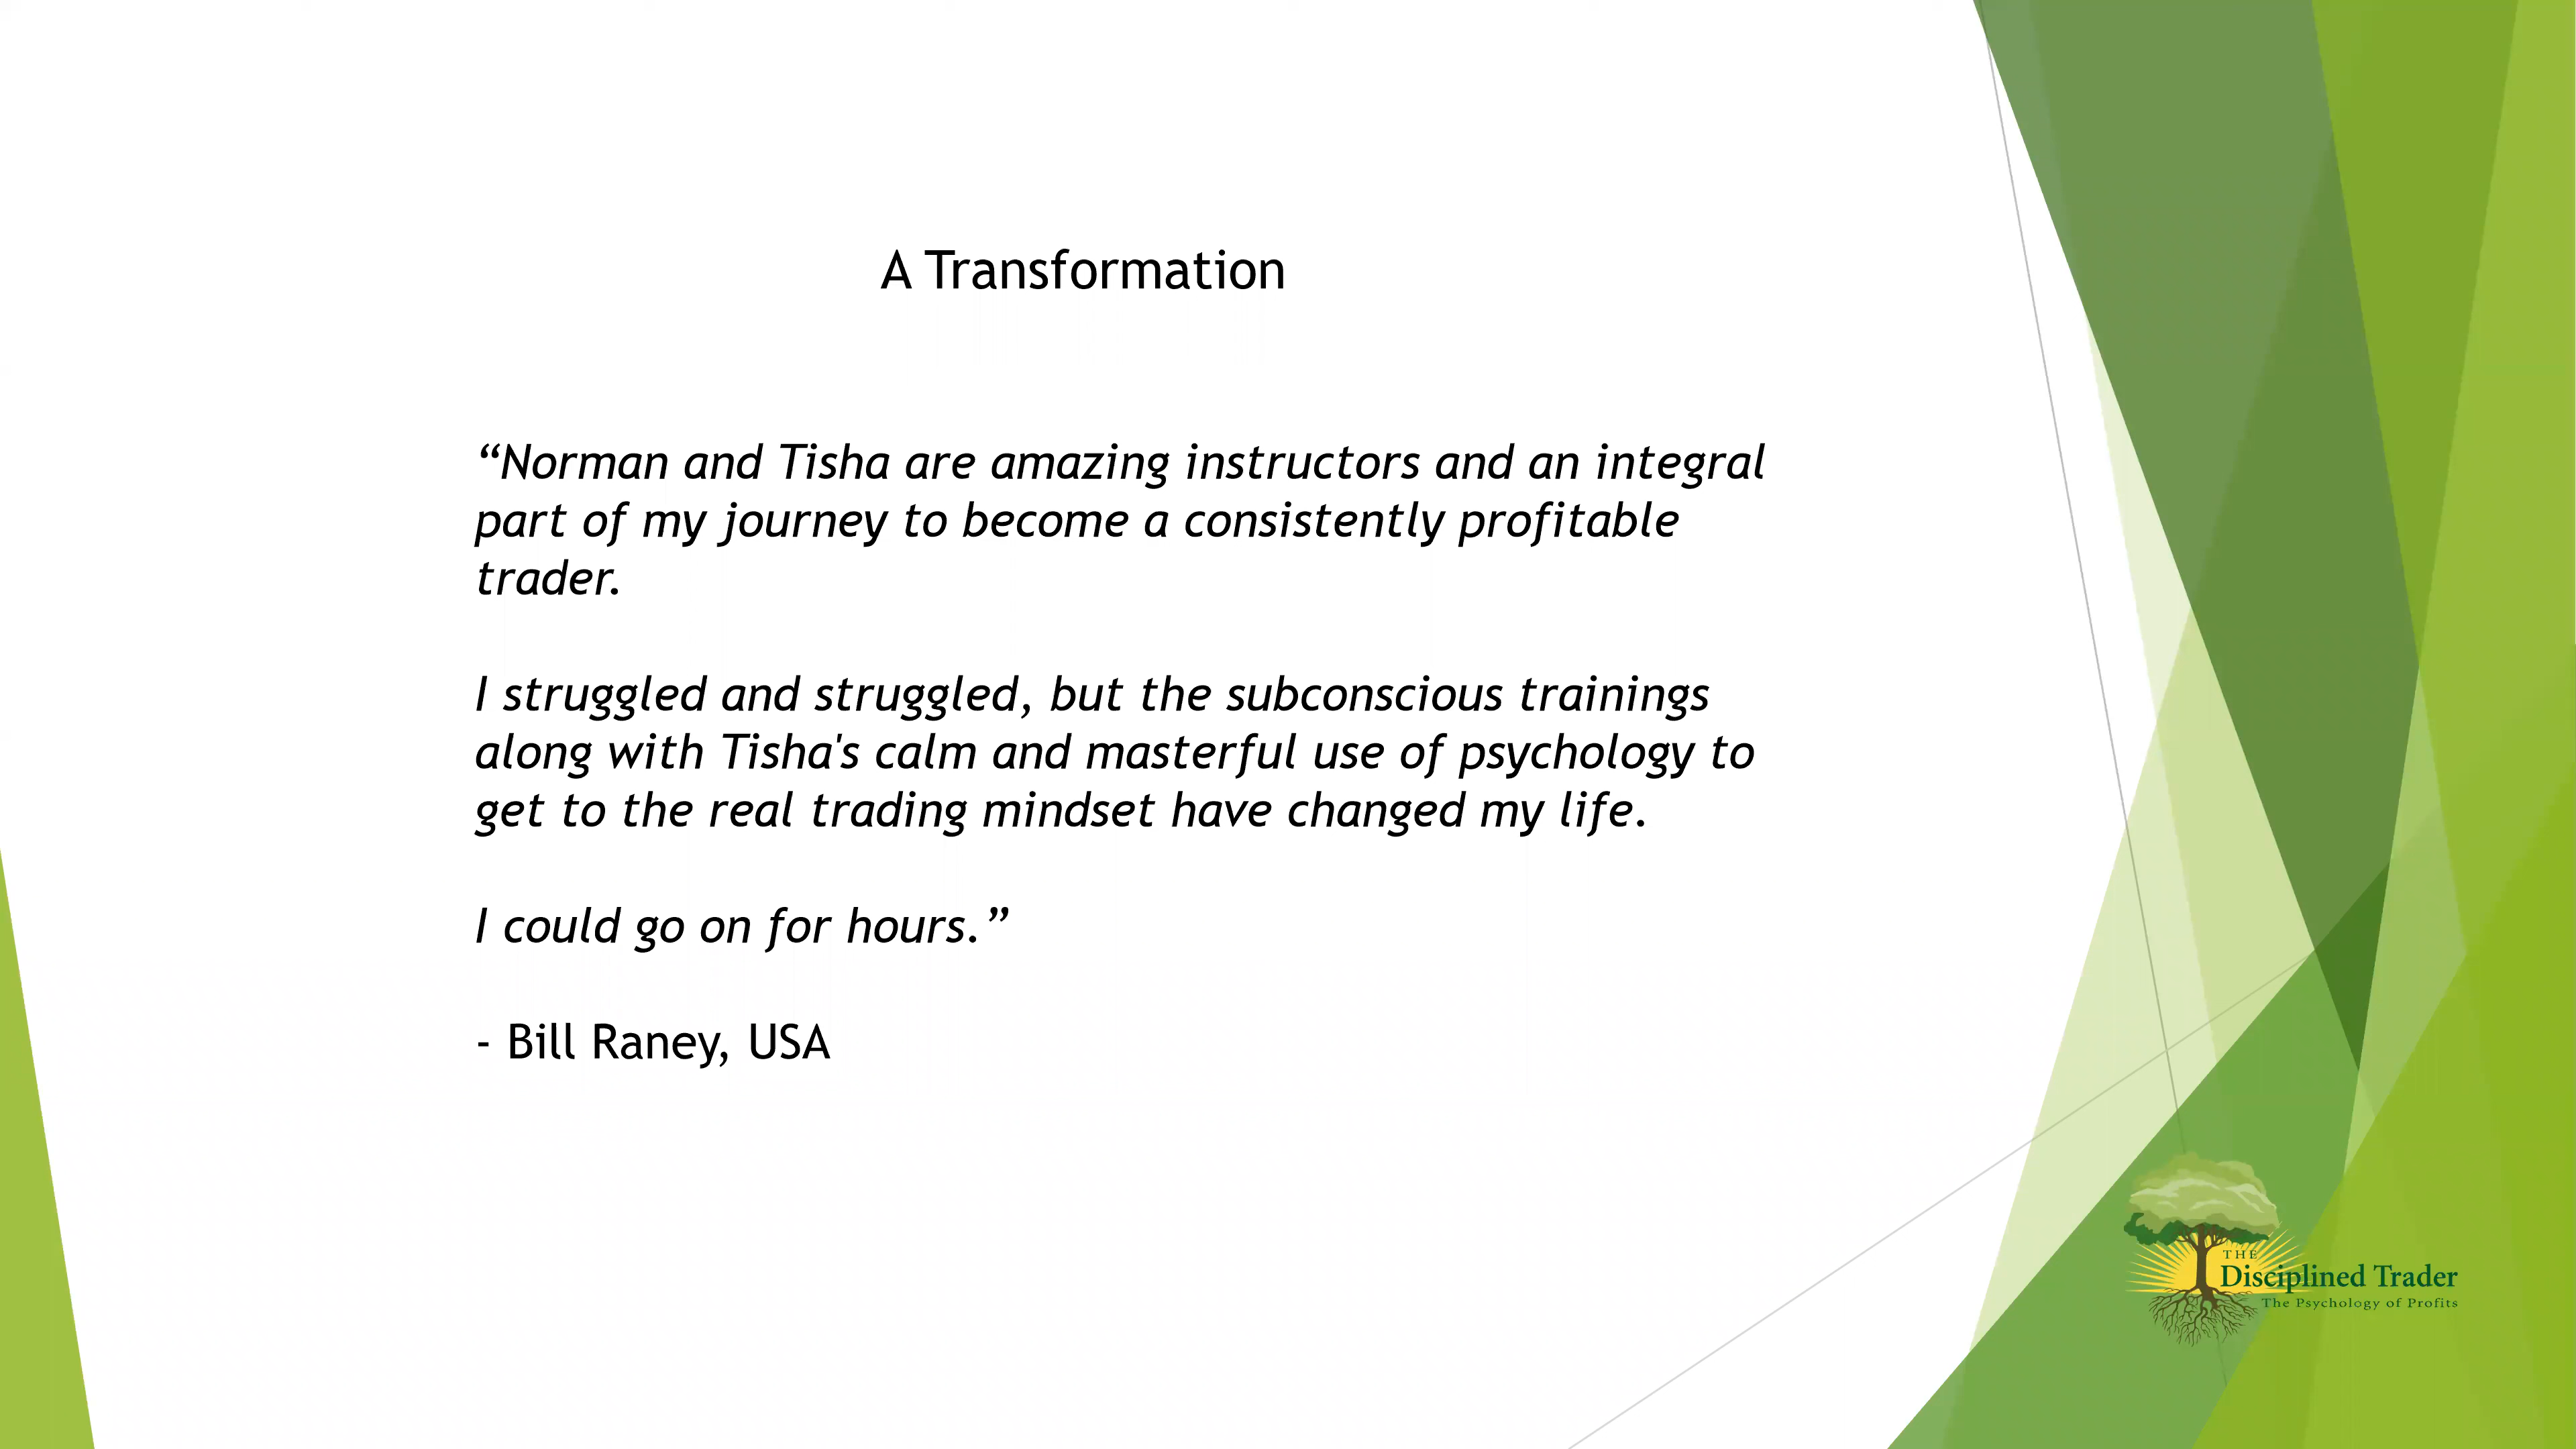 A Transformation
“Norman and Tisha are amazing instructors and an integral
part of my journey to become a consistently profitable
trader.
I struggled and struggled, but the subconscious trainings
along with Tisha's calm and masterful use of psychology to
get to the real trading mindset have changed my life.
I could go on for hours.”
- Bill Raney, USA
THE
Disciplined Trader
The Psychology of Profits